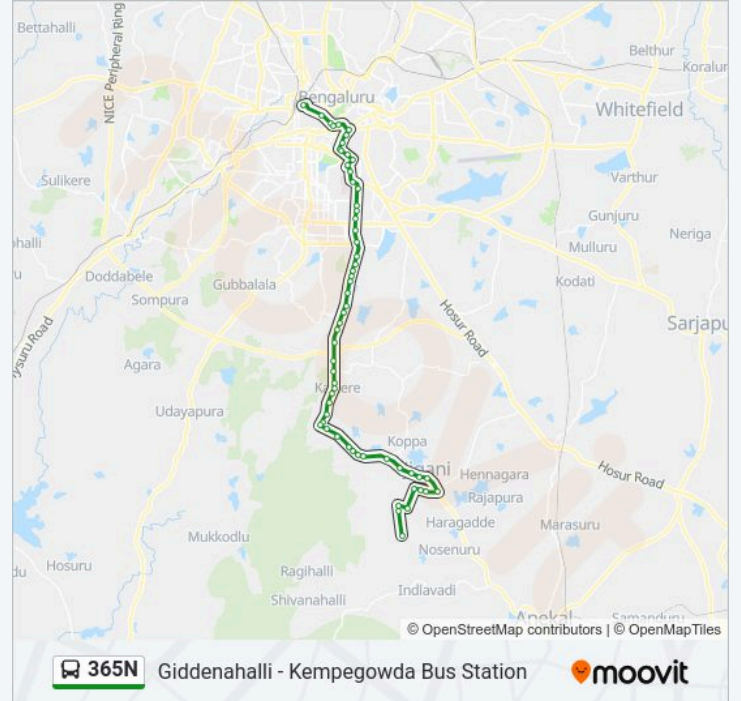 Bettahalli
NICE Peripheral Ring
Belthur
Koralur
Bengaluru
Whitefield
Sulikere
Varthur
Gunjuru
Neriga
Mulluru
Doddabele
Gubbalala
Kodati
Sompura
Hosur Road
Sarjapu
ysuru Road
Agara
Udayapura
Koppa
Hennagara
Hosur Road
Rajapura
Haragadde
Marasuru
Mukkodlu
Nosenuru
Hosuru
Ragihalli
Indlavadi
Shivanahalli
© OpenStreetMap contributors | © OpenMapTiles
365N Giddenahalli - Kempegowda Bus Station moovit